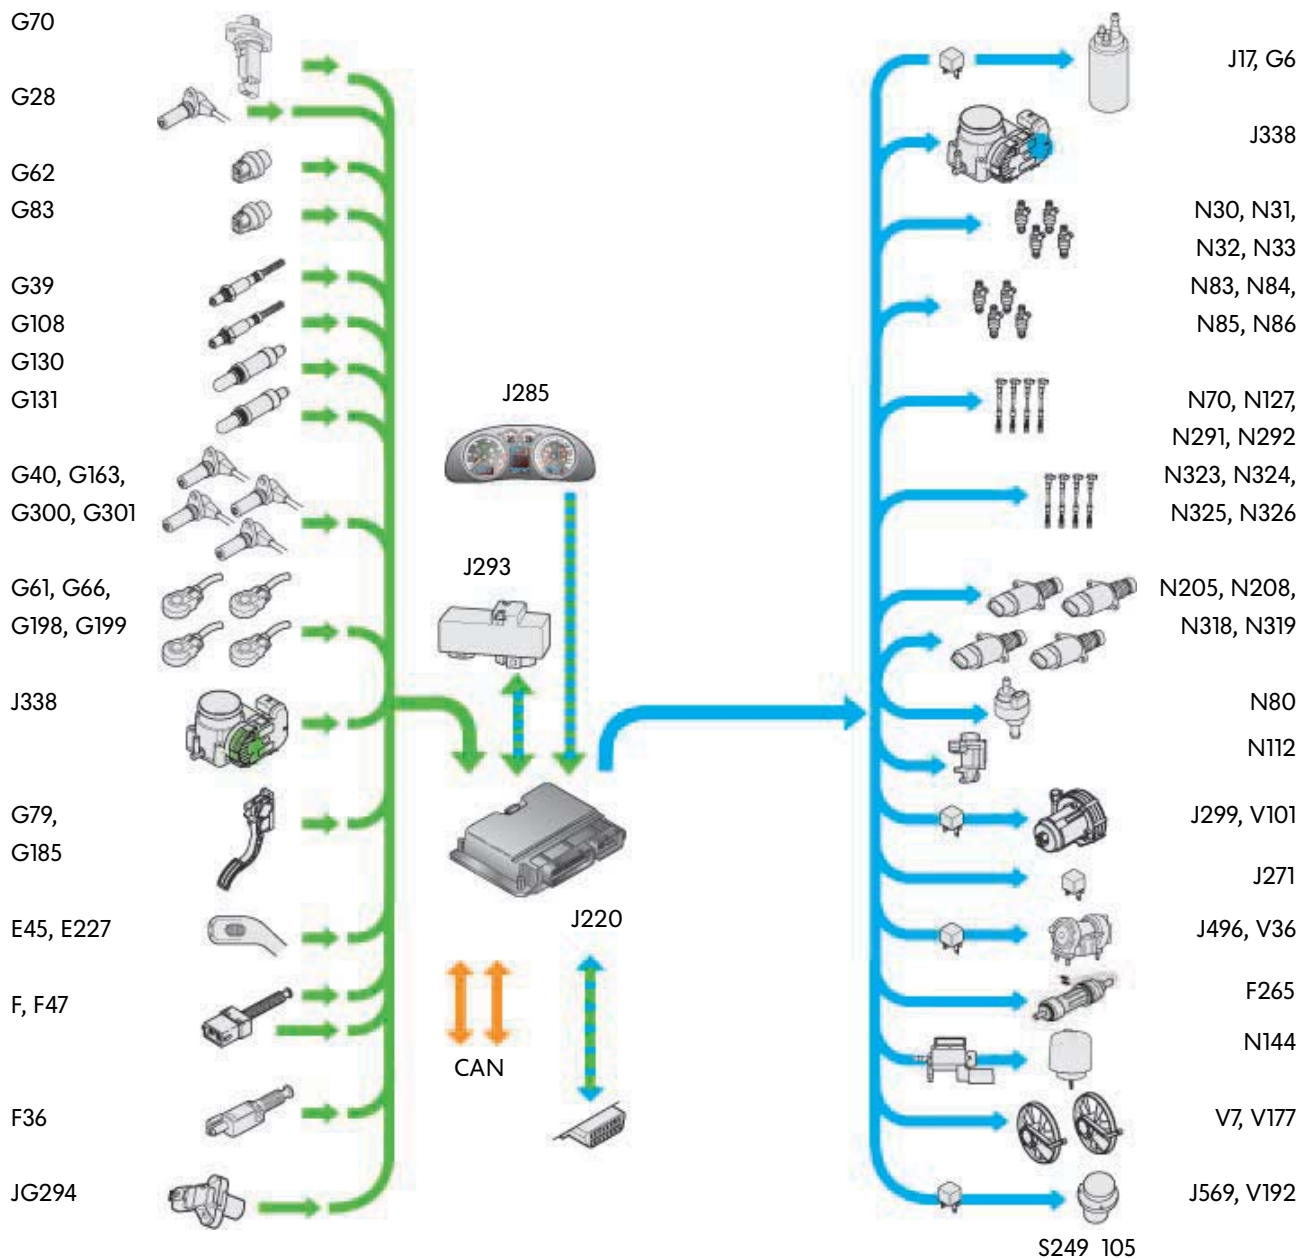 G70
G28
G62
G83
G39
G108
G130
G131
G40, G163,
G300, G301
G61, G66,
G198, G199
J338
G79,
G185
E45, E227
F, F47
F36
JG294
J285
J293
J220
CAN
J17, G6
J338
N30, N31,
N32, N33
N83, N84,
N85, N86
N70, N127,
N291, N292
N323, N324,
N325, N326
N205, N208,
N318, N319
N80
N112
J299, V101
J271
J496, V36
F265
N144
V7, V177
J569, V192
S249_105